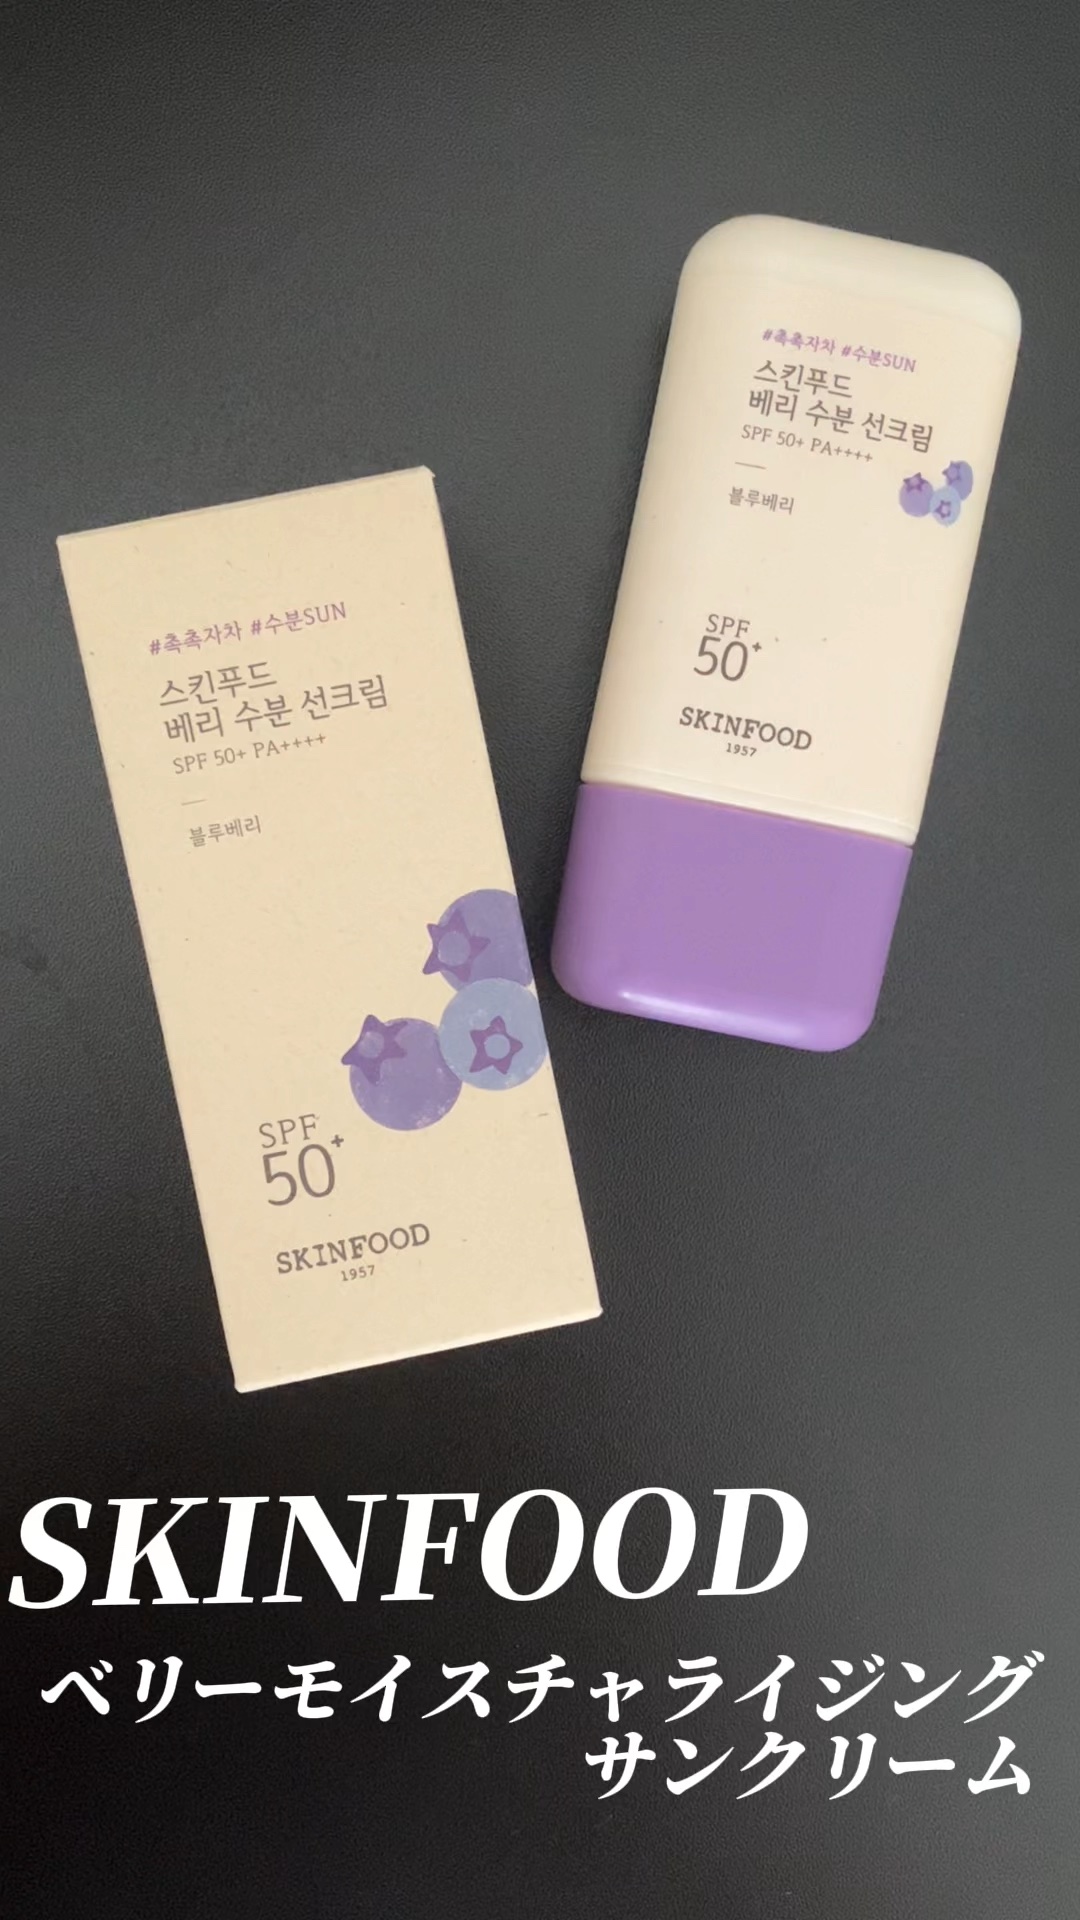 #촉촉자차 #수분SUN
스킨푸드
베리 수분 선크림
SPF 50+ PA++++
블루베리
SPF
50+
SKINFOOD
1957
#촉촉자차 #수분SUN
스킨푸드
베리 수분 선크림
SPF 50+ PA++++
블루베리
SPF
50+
SKINFOOD
1957
SKINFOOD
ベリーモイスチャライジング
サンクリーム